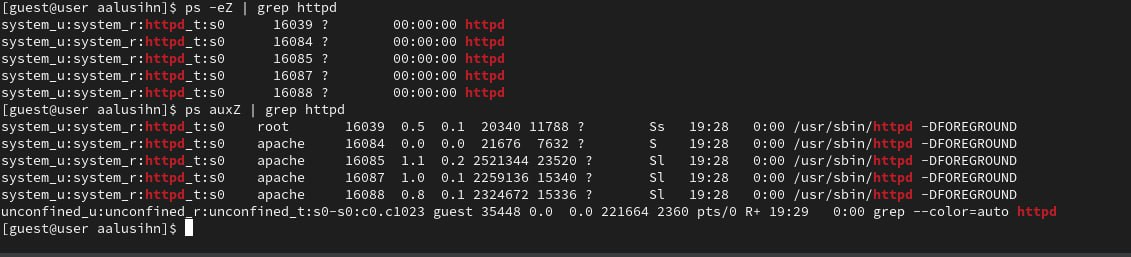 [guest@user aalusihn]$ ps -eZ | grep httpd
system_u:system_r:httpd_t:s0      16039 ?        00:00:00 httpd
system_u:system_r:httpd_t:s0      16084 ?        00:00:00 httpd
system_u:system_r:httpd_t:s0      16085 ?        00:00:00 httpd
system_u:system_r:httpd_t:s0      16087 ?        00:00:00 httpd
system_u:system_r:httpd_t:s0      16088 ?        00:00:00 httpd
[guest@user aalusihn]$ ps auxZ | grep httpd
system_u:system_r:httpd_t:s0    root       16039  0.5  0.1  20340 11788 ?        Ss   19:28   0:00 /usr/sbin/httpd -DFOREGROUND
system_u:system_r:httpd_t:s0    apache     16084  0.0  0.0  21676  7632 ?        S    19:28   0:00 /usr/sbin/httpd -DFOREGROUND
system_u:system_r:httpd_t:s0    apache     16085  1.1  0.2 2521344 23520 ?       Sl   19:28   0:00 /usr/sbin/httpd -DFOREGROUND
system_u:system_r:httpd_t:s0    apache     16087  1.0  0.1 2259136 15340 ?       Sl   19:28   0:00 /usr/sbin/httpd -DFOREGROUND
system_u:system_r:httpd_t:s0    apache     16088  0.8  0.1 2324672 15336 ?       Sl   19:28   0:00 /usr/sbin/httpd -DFOREGROUND
unconfined_u:unconfined_r:unconfined_t:s0-s0:c0.c1023 guest 35448 0.0  0.0 221664 2360 pts/0 R+ 19:29   0:00 grep --color=auto httpd
[guest@user aalusihn]$